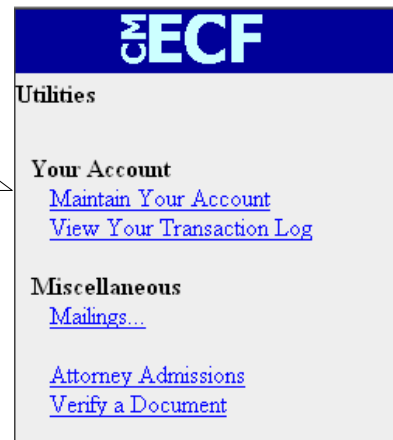 CM ECF
Utilities
Your Account
Maintain Your Account
View Your Transaction Log
Miscellaneous
Mailings...
Attorney Admissions
Verify a Document